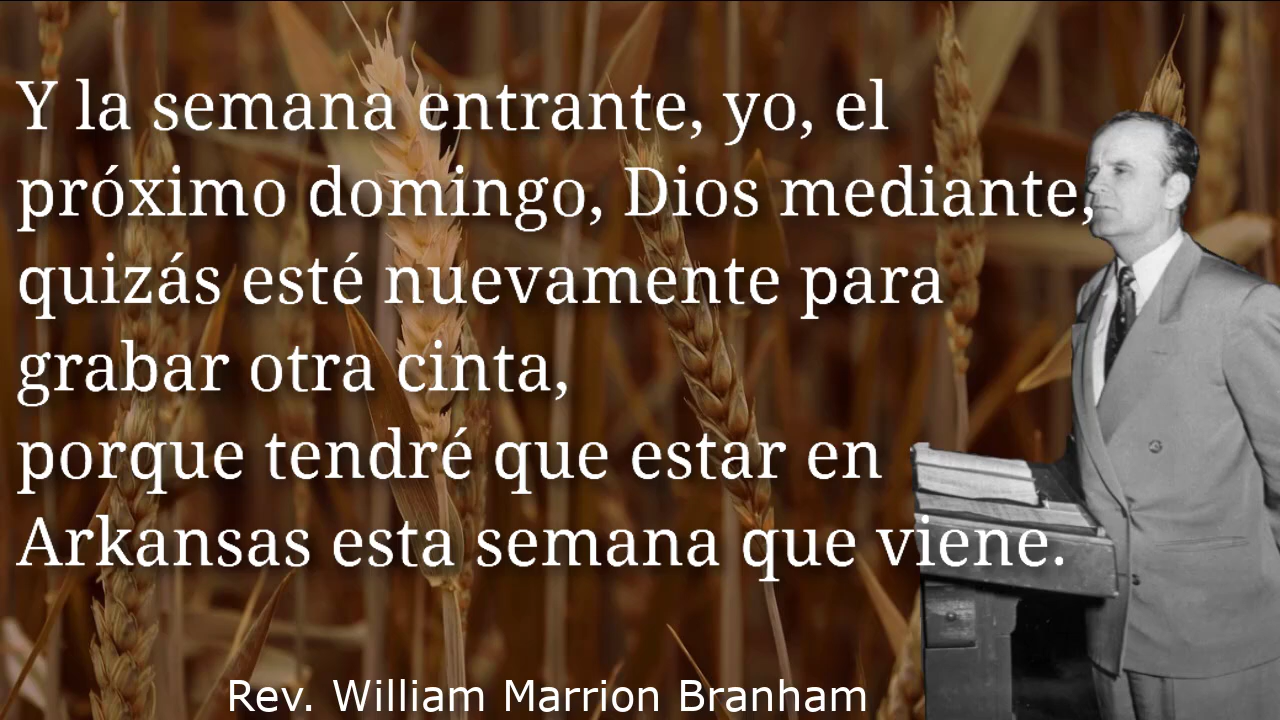 Y la semana entrante, yo, el
próximo domingo, Dios mediante,
quizás esté nuevamente para
grabar otra cinta,
porque tendré que estar en
Arkansas esta semana que viene.
Rev. William Marrion Branham